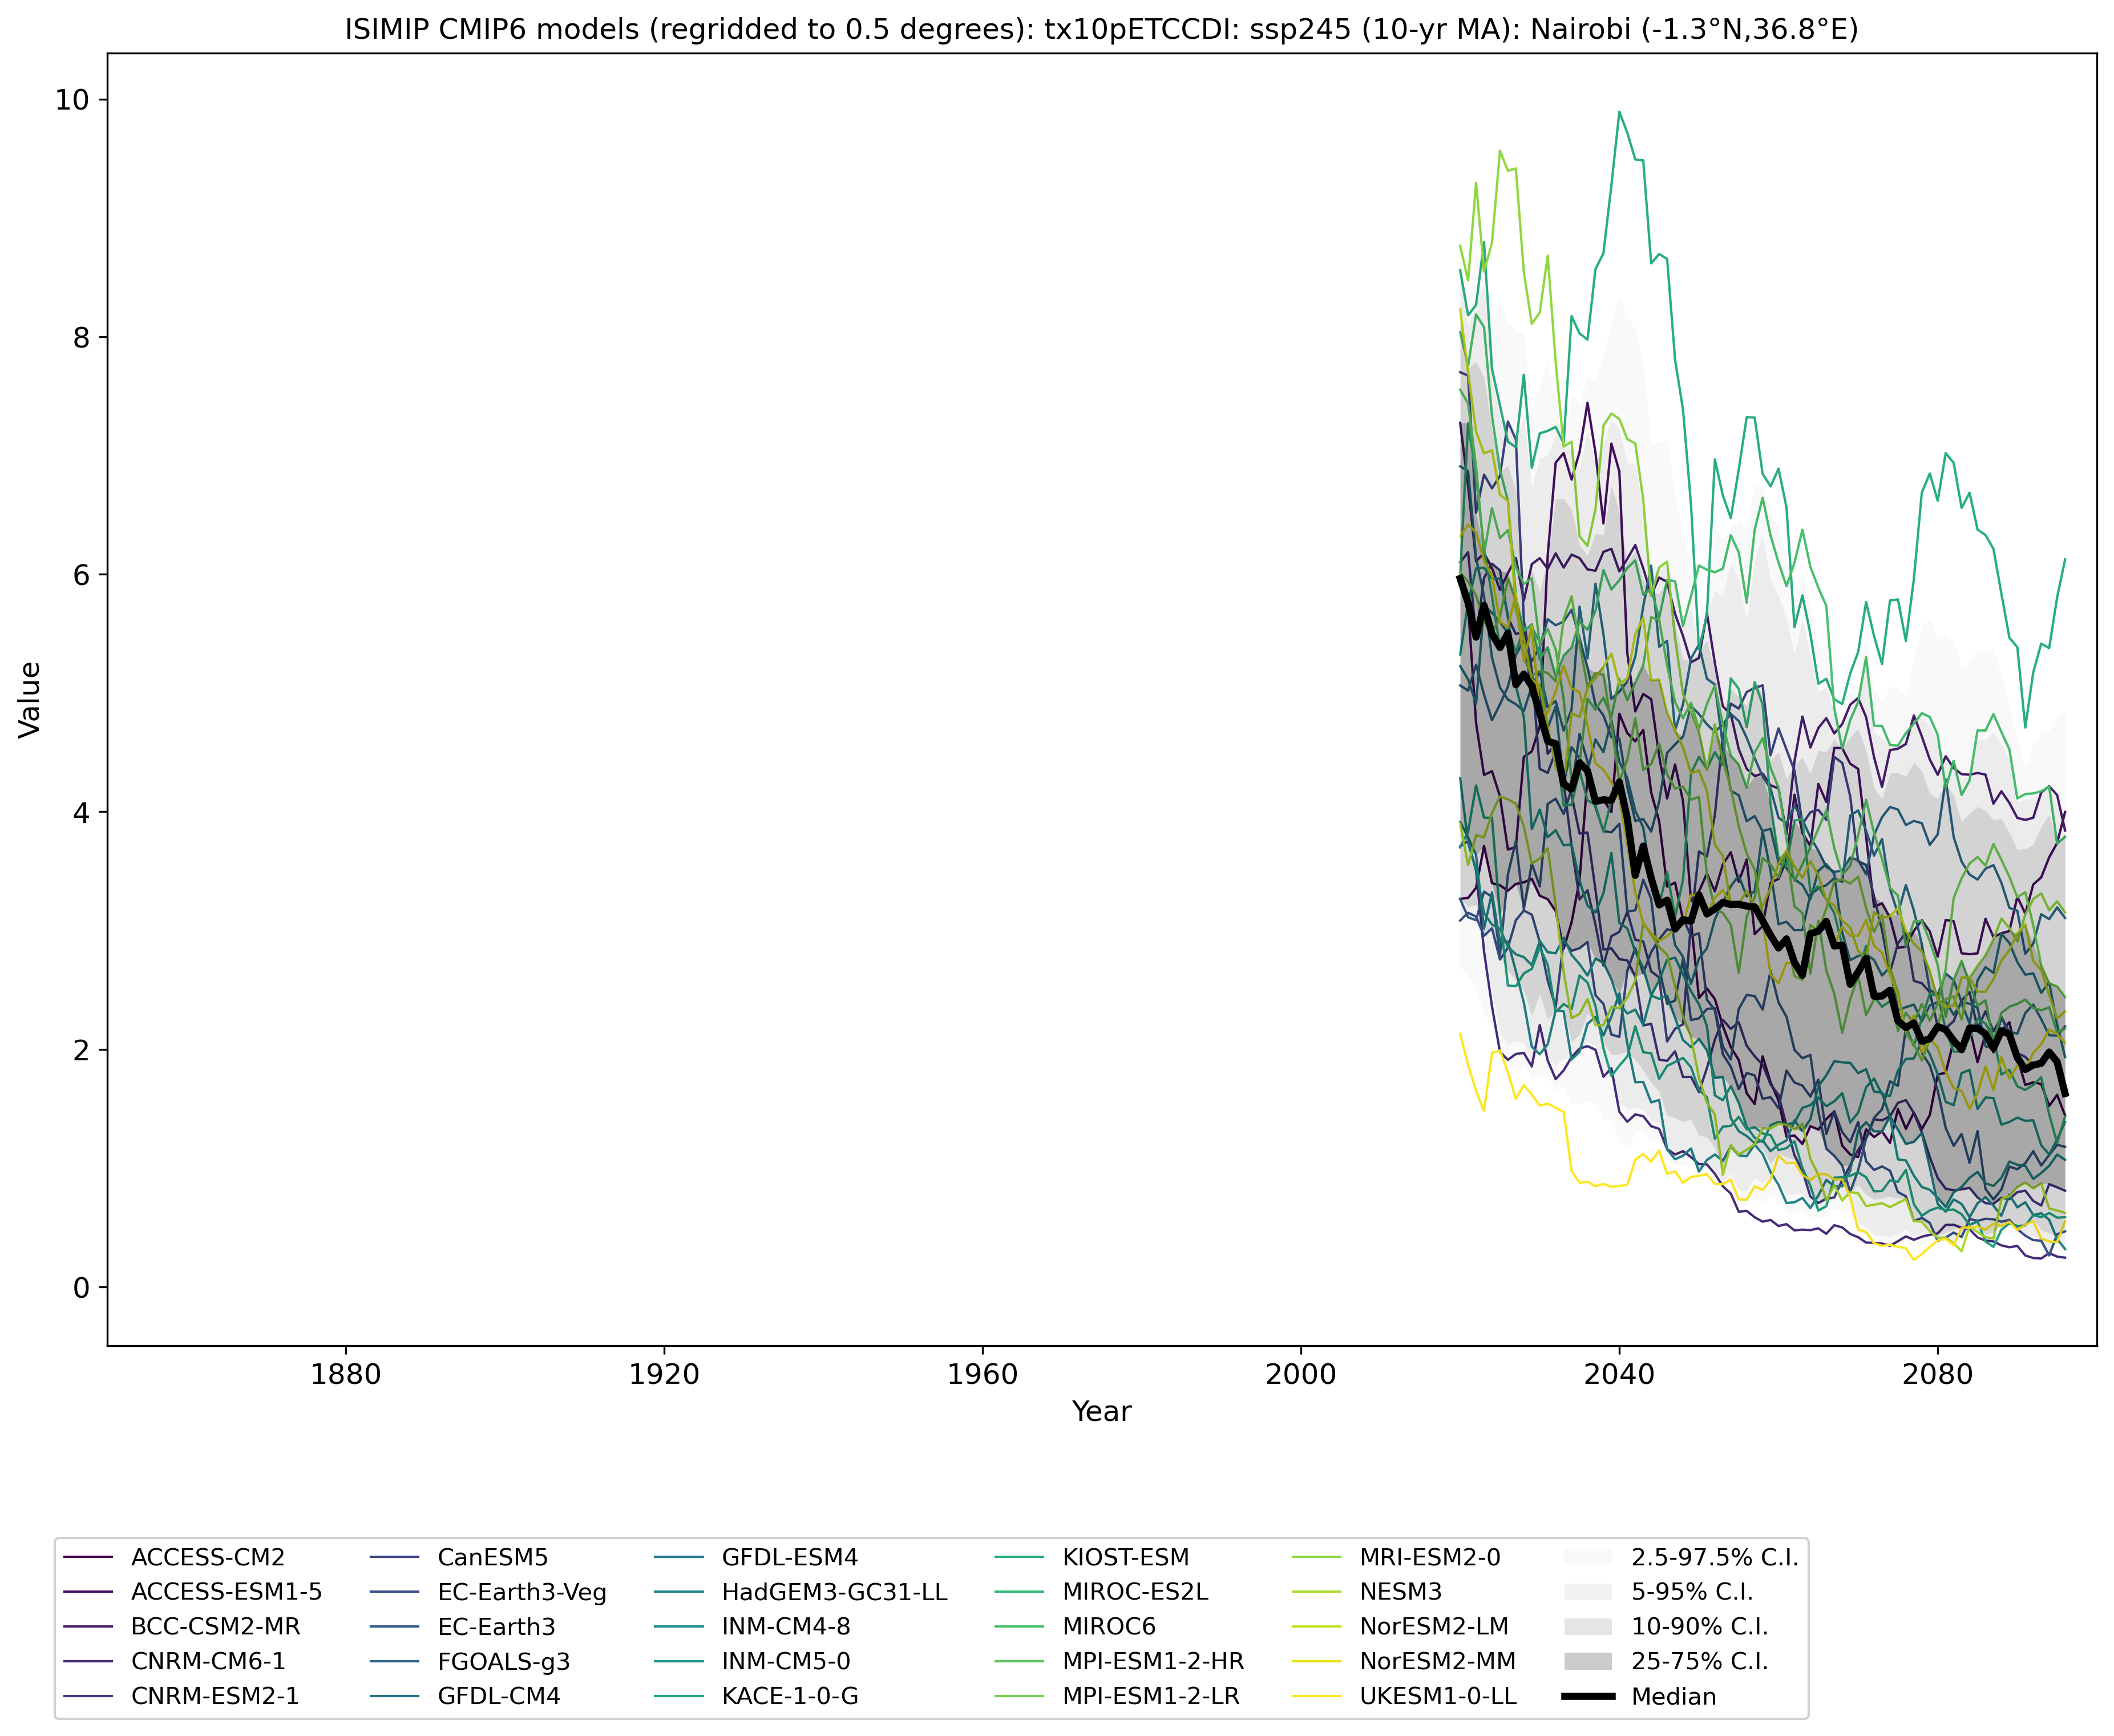 ISIMIP CMIP6 models (regridded to 0.5 degrees): tx10pETCCDI: ssp245 (10-yr MA): Nairobi (-1.3°N,36.8°E)
10
8
6
4
2
0
Value
1880 1920 1960 2000 2040 2080
Year
ACCESS-CM2 CanESM5 GFDL-ESM4 KIOST-ESM MRI-ESM2-0 2.5-97.5% C.I.
ACCESS-ESM1-5 EC-Earth3-Veg HadGEM3-GC31-LL MIROC-ES2L NESM3 5-95% C.I.
BCC-CSM2-MR EC-Earth3 INM-CM4-8 MIROC6 NorESM2-LM 10-90% C.I.
CNRM-CM6-1 FGOALS-g3 INM-CM5-0 MPI-ESM1-2-HR NorESM2-MM 25-75% C.I.
CNRM-ESM2-1 GFDL-CM4 KACE-1-0-G MPI-ESM1-2-LR UKESM1-0-LL Median